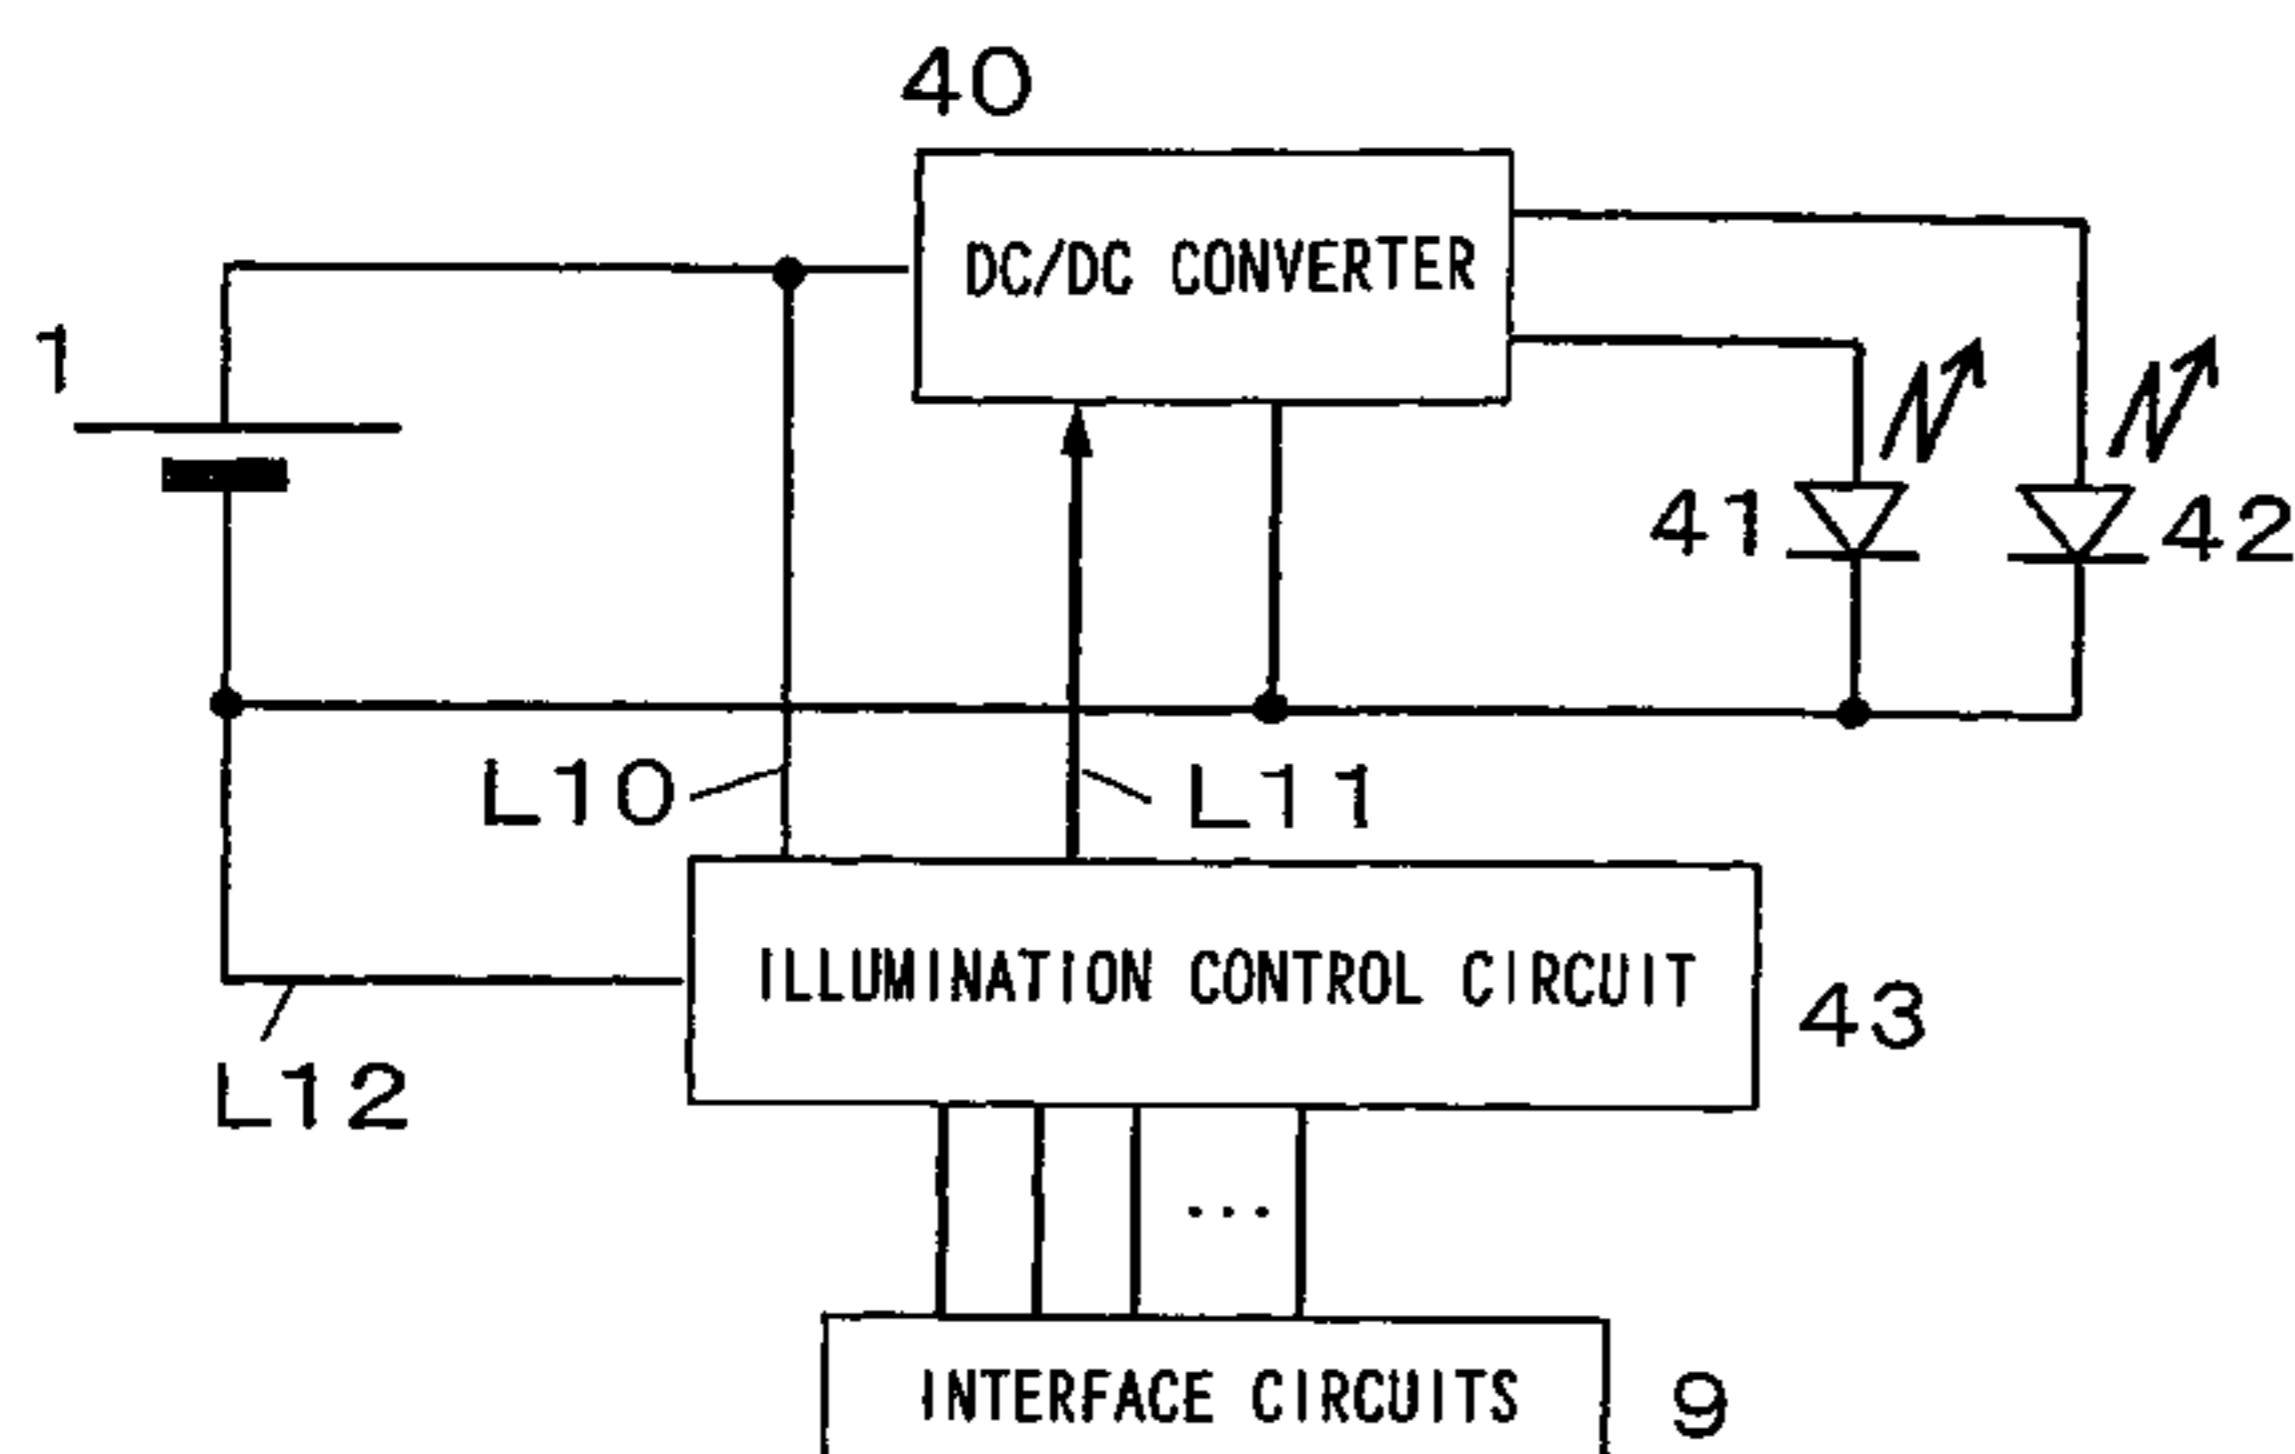 40
DC/DC CONVERTER
1
41
42
L10
L11
ILLUMINATION CONTROL CIRCUIT
43
L12
...
INTERFACE CIRCUITS
9